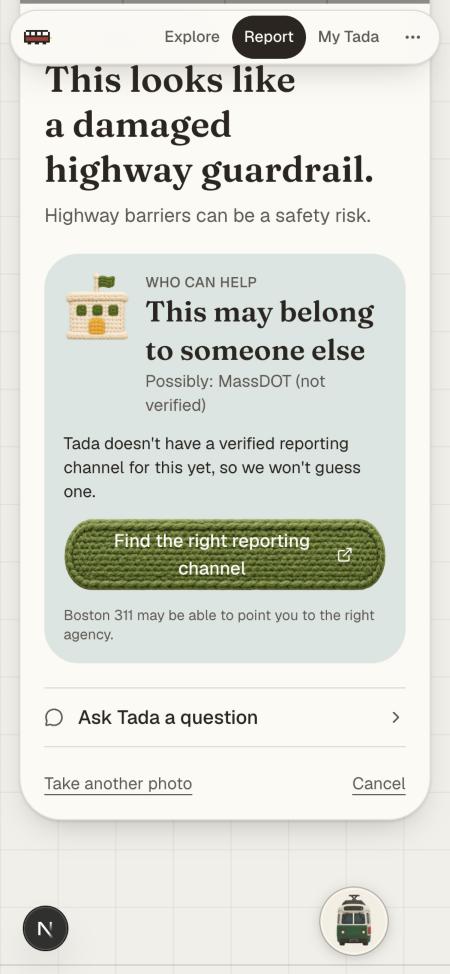 Explore
Report
My Tada
This looks like
a damaged
highway guardrail.
Highway barriers can be a safety risk.
WHO CAN HELP
This may belong
to someone else
Possibly: MassDOT (not
verified)
Tada doesn't have a verified reporting
channel for this yet, so we won't guess
one.
Find the right reporting
channel
Boston 311 may be able to point you to the right
agency.
Ask Tada a question
Take another photo
Cancel
N